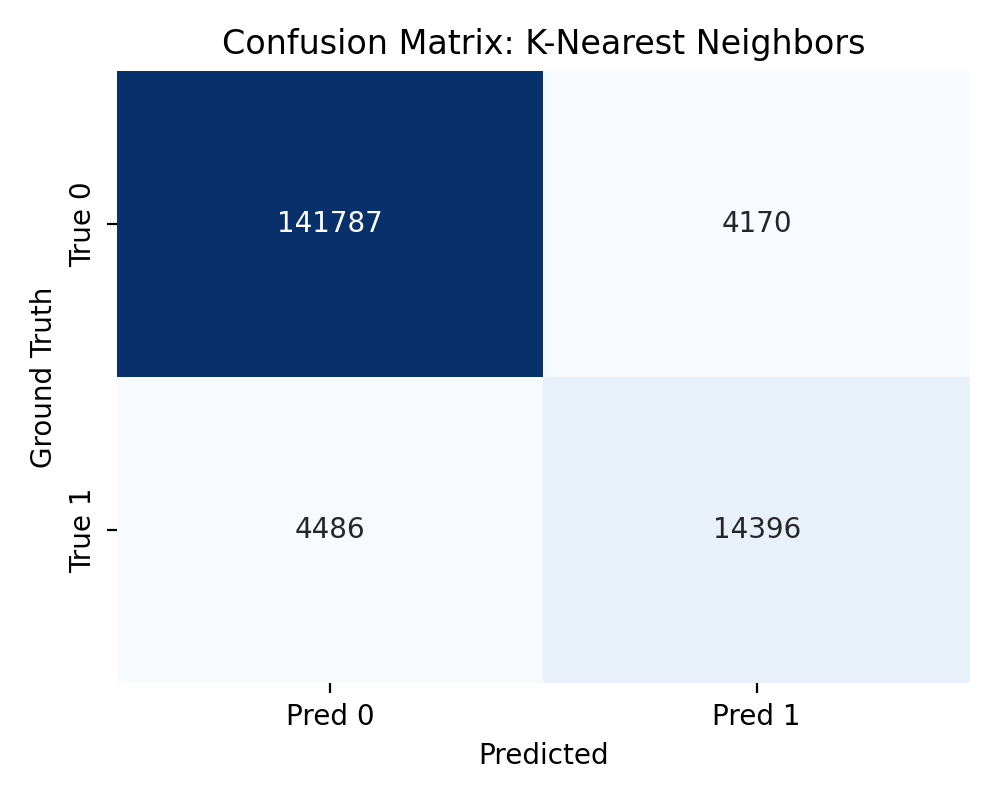 Confusion Matrix: K-Nearest Neighbors
Ground Truth
True 0
141787
4170
True 1
4486
14396
Pred 0
Pred 1
Predicted